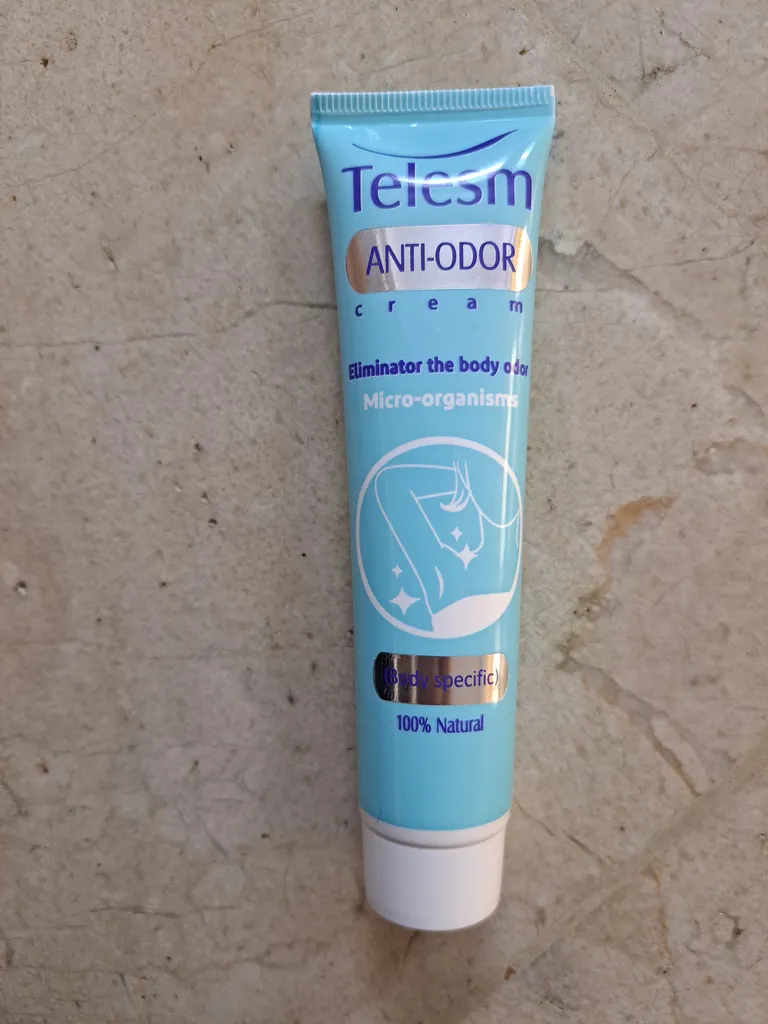 Telesm
ANTI-ODOR
cream
Eliminator the body odor
Micro-organisms
(Body specific)
100% Natural